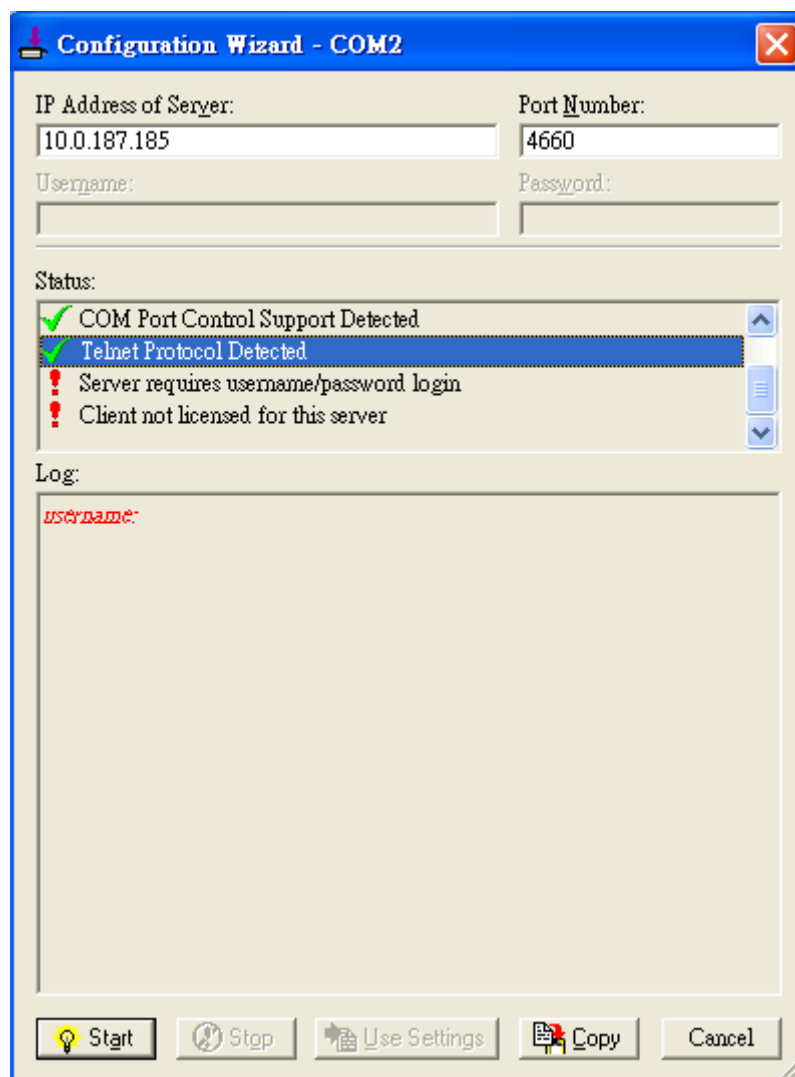 Configuration Wizard - COM2
IP Address of Server: Port Number:
10.0.187.185 4660
Username: Password:
Status:
COM Port Control Support Detected
Telnet Protocol Detected
Server requires username/password login
Client not licensed for this server
Log:
username:
Start Stop Use Settings Copy Cancel